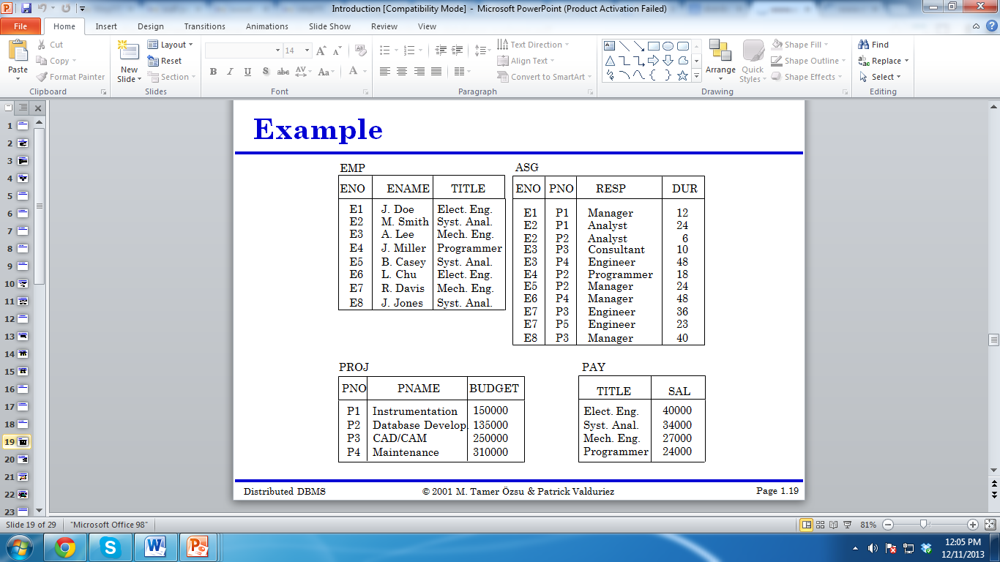 Introduction [Compatibility Mode] - Microsoft PowerPoint (Product Activation Failed)
File Home Insert Design Transitions Animations Slide Show Review View
Paste
Cut
Copy
Format Painter
Clipboard
New Slide
Layout
Reset
Section
Slides
14
Font
Text Direction
Align Text
Convert to SmartArt
Paragraph
Arrange
Quick Styles
Shape Fill
Shape Outline
Shape Effects
Drawing
Find
Replace
Select
Editing
1
2
3
4
5
6
7
8
9
10
11
12
13
14
15
16
17
18
19
20
21
22
23
Example
EMP
ENO ENAME TITLE
E1 J. Doe Elect. Eng.
E2 M. Smith Syst. Anal.
E3 A. Lee Mech. Eng.
E4 J. Miller Programmer
E5 B. Casey Syst. Anal.
E6 L. Chu Elect. Eng.
E7 R. Davis Mech. Eng.
E8 J. Jones Syst. Anal.
ASG
ENO PNO RESP DUR
E1 P1 Manager 12
E2 P1 Analyst 24
E2 P2 Analyst 6
E3 P3 Consultant 10
E3 P4 Engineer 48
E4 P2 Programmer 18
E5 P2 Manager 24
E6 P4 Manager 48
E7 P3 Engineer 36
E7 P5 Engineer 23
E8 P3 Manager 40
PROJ
PNO PNAME BUDGET
P1 Instrumentation 150000
P2 Database Develop. 135000
P3 CAD/CAM 250000
P4 Maintenance 310000
PAY
TITLE SAL
Elect. Eng. 40000
Syst. Anal. 34000
Mech. Eng. 27000
Programmer 24000
Distributed DBMS © 2001 M. Tamer Özsu & Patrick Valduriez Page 1.19
Slide 19 of 29 "Microsoft Office 98" 81%
12:05 PM
12/11/2013